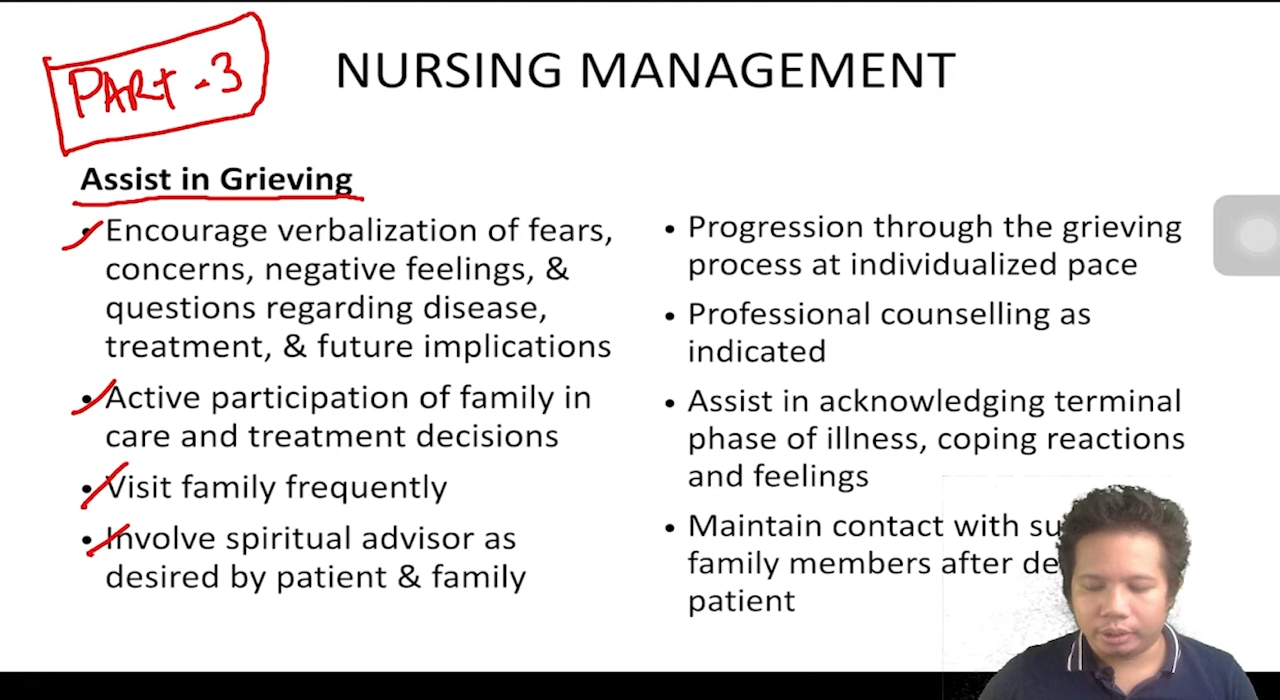 PART - 3
NURSING MANAGEMENT
Assist in Grieving
• Encourage verbalization of fears,
concerns, negative feelings, &
questions regarding disease,
treatment, & future implications
• Active participation of family in
care and treatment decisions
• Visit family frequently
• Involve spiritual advisor as
desired by patient & family
• Progression through the grieving
process at individualized pace
• Professional counselling as
indicated
• Assist in acknowledging terminal
phase of illness, coping reactions
and feelings
• Maintain contact with
family members after
patient